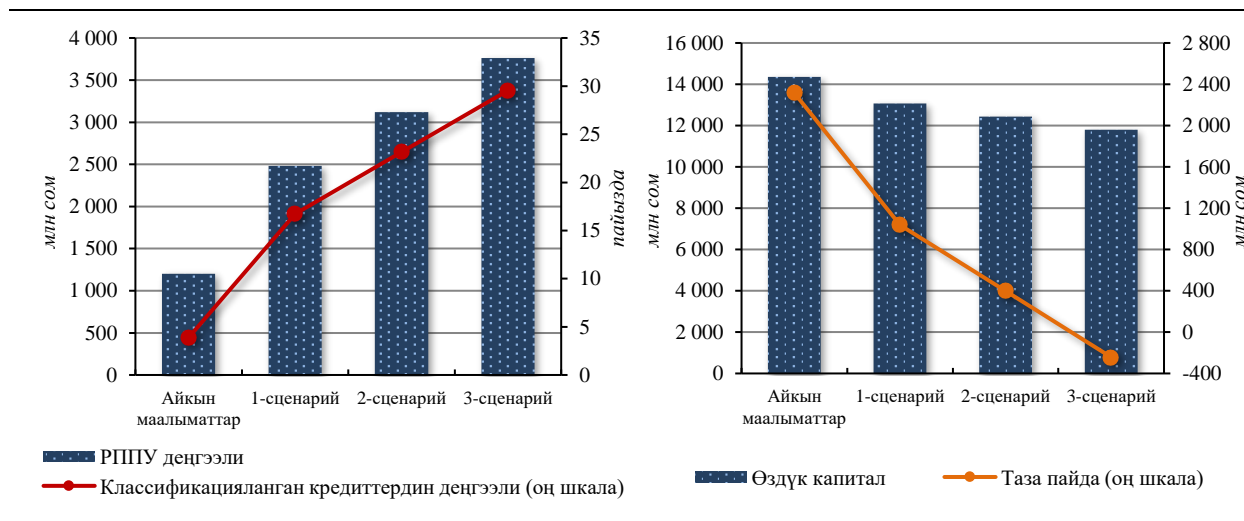 4 000
3 500
3 000
2 500
2 000
1 500
1 000
500
0
млн сом
35
30
25
20
15
10
5
0
пайызда
Айкын
маалыматтар
1-сценарий
2-сценарий
3-сценарий
РППУ деңгээли
Классификацияланган кредиттердин деңгээли (оң шкала)
16 000
14 000
12 000
10 000
8 000
6 000
4 000
2 000
0
млн сом
2 800
2 400
2 000
1 600
1 200
800
400
0
-400
млн сом
Айкын
маалыматтар
1-сценарий
2-сценарий
3-сценарий
Өздүк капитал
Таза пайда (оң шкала)